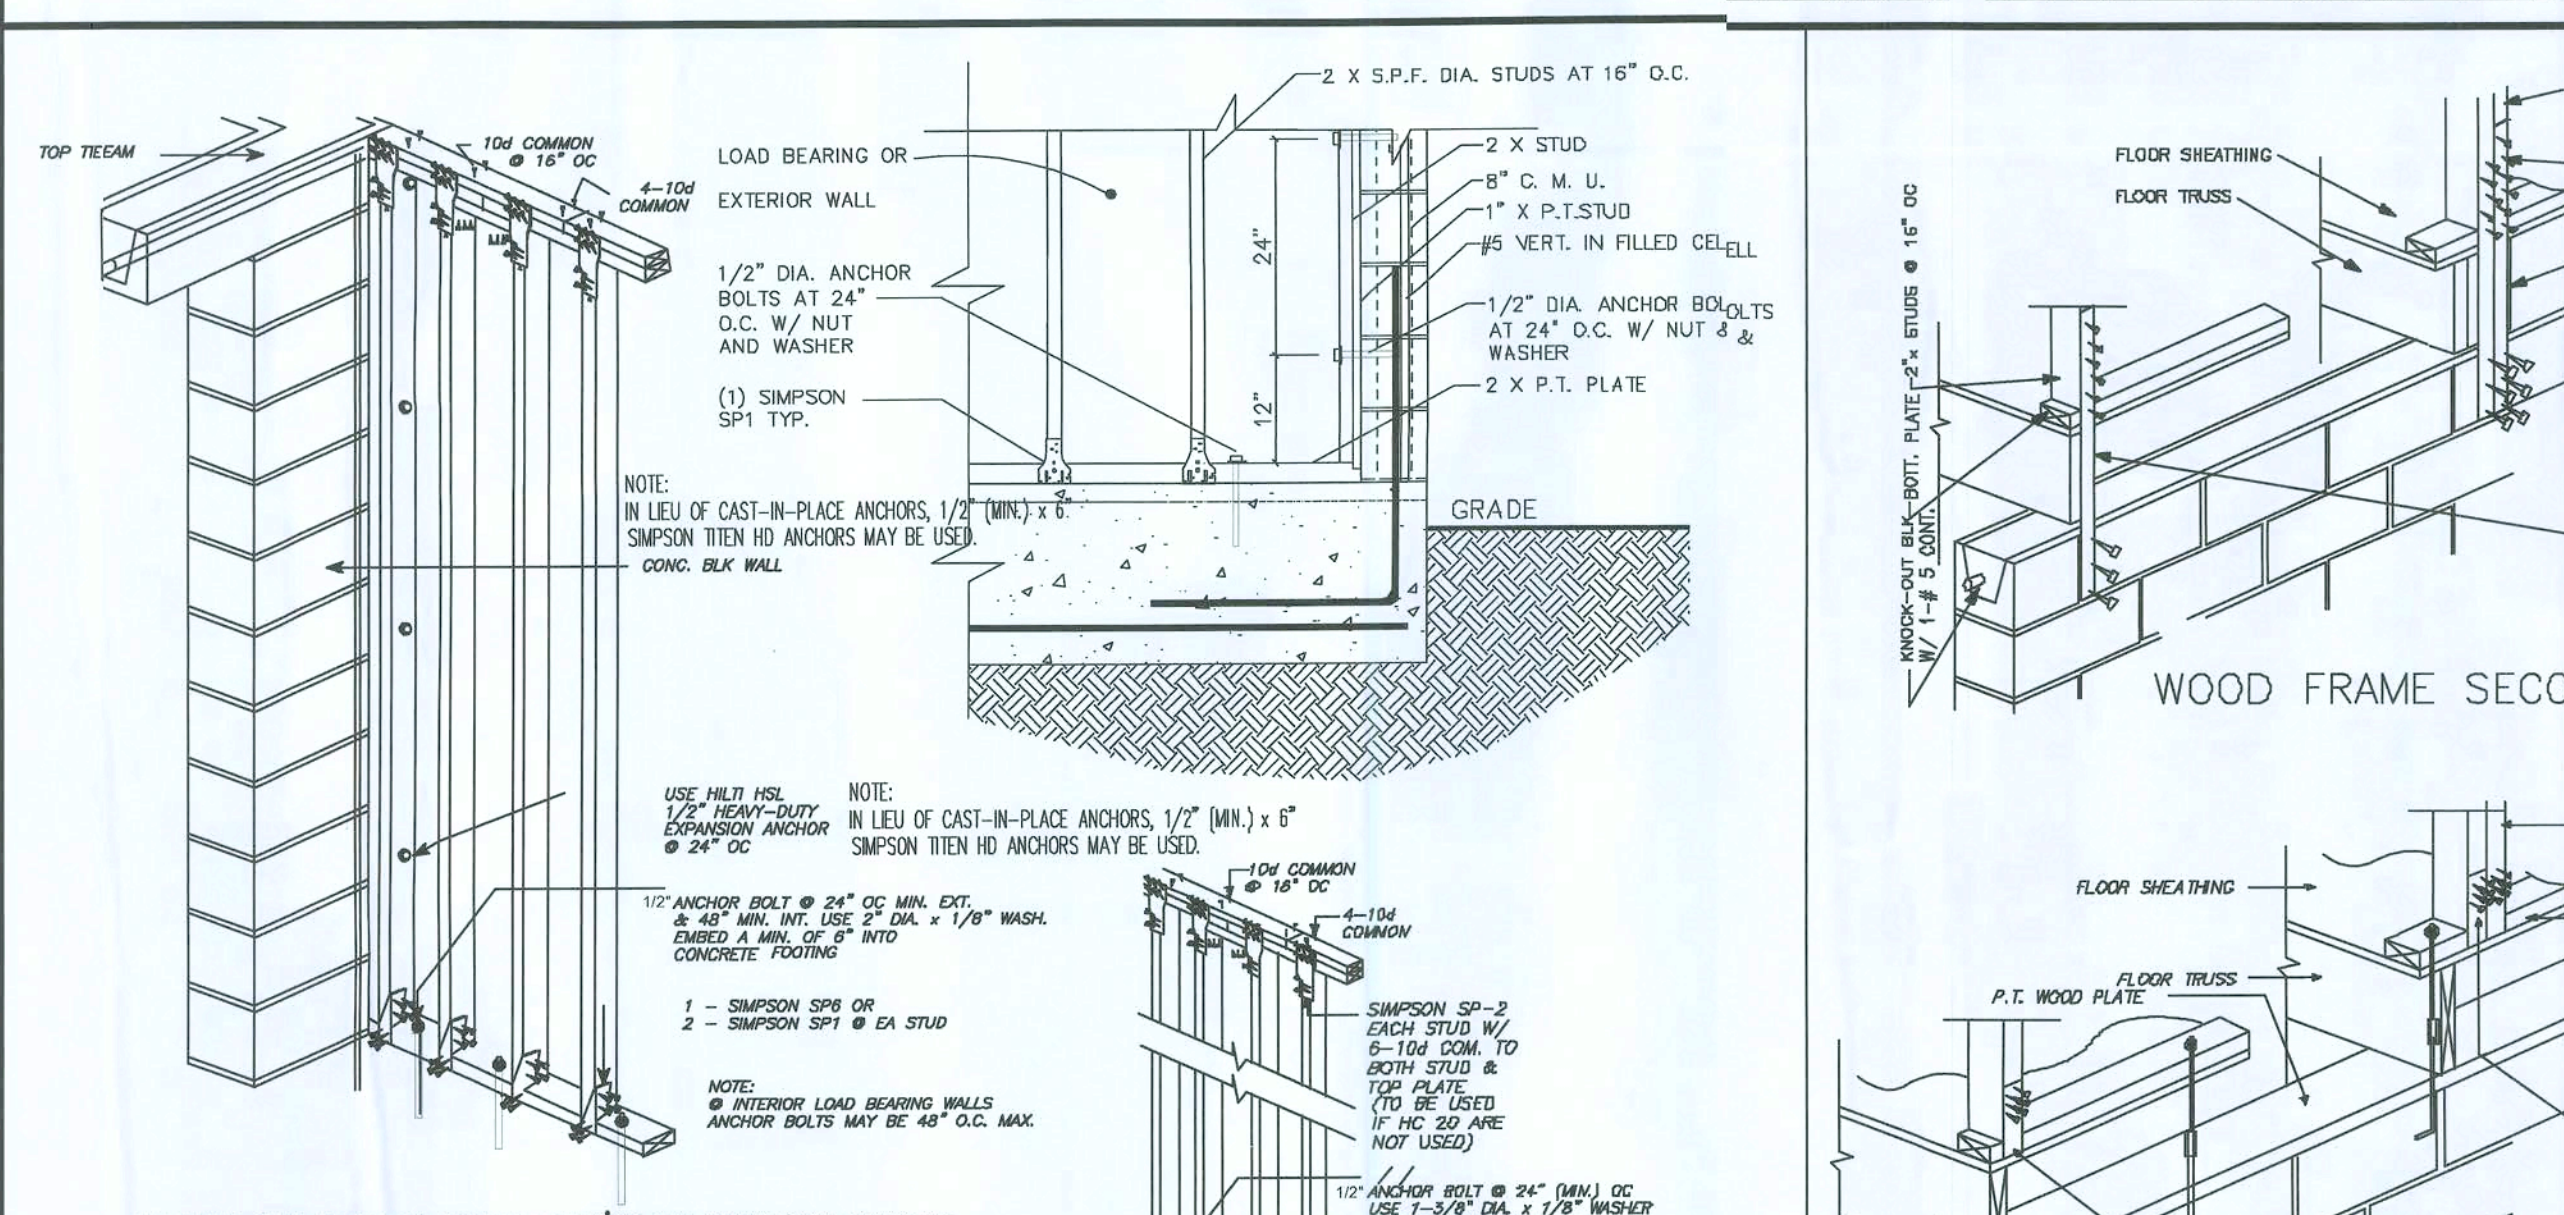 TOP TIEEAM
10d COMMON
@ 16" OC
4-10d
COMMON
LOAD BEARING OR
EXTERIOR WALL
1/2" DIA. ANCHOR
BOLTS AT 24"
O.C. W/ NUT
AND WASHER
(1) SIMPSON
SP1 TYP.
NOTE:
IN LIEU OF CAST-IN-PLACE ANCHORS, 1/2" (MIN.) x 6"
SIMPSON TITEN HD ANCHORS MAY BE USED.
CONC. BLK WALL
2 X S.P.F. DIA. STUDS AT 16" O.C.
2 X STUD
8" C. M. U.
1" X P.T.STUD
#5 VERT. IN FILLED CELELL
1/2" DIA. ANCHOR BOLOLTS
AT 24" O.C. W/ NUT & &
WASHER
2 X P.T. PLATE
24"
12"
GRADE
USE HILTI HSL
1/2" HEAVY-DUTY
EXPANSION ANCHOR
@ 24" OC
NOTE:
IN LIEU OF CAST-IN-PLACE ANCHORS, 1/2" (MIN.) x 6"
SIMPSON TITEN HD ANCHORS MAY BE USED.
1/2" ANCHOR BOLT @ 24" OC MIN. EXT.
& 48" MIN. INT. USE 2" DIA. x 1/8" WASH.
EMBED A MIN. OF 6" INTO
CONCRETE FOOTING
1 - SIMPSON SP6 OR
2 - SIMPSON SP1 @ EA STUD
NOTE:
@ INTERIOR LOAD BEARING WALLS
ANCHOR BOLTS MAY BE 48" O.C. MAX.
10d COMMON
@ 16" OC
4-10d
COMMON
SIMPSON SP-2
EACH STUD W/
6-10d COM. TO
BOTH STUD &
TOP PLATE
(TO BE USED
IF HC 20 ARE
NOT USED)
1/2" ANCHOR BOLT @ 24" (MIN.) OC
USE 1-3/8" DIA. x 1/8" WASHER
FLOOR SHEATHING
FLOOR TRUSS
KNOCK-OUT BLK-BOTT. PLATE-2"x STUDS @ 16" OC
W/ 1-# 5 CONT.
WOOD FRAME SECO
FLOOR SHEATHING
FLOOR TRUSS
P.T. WOOD PLATE